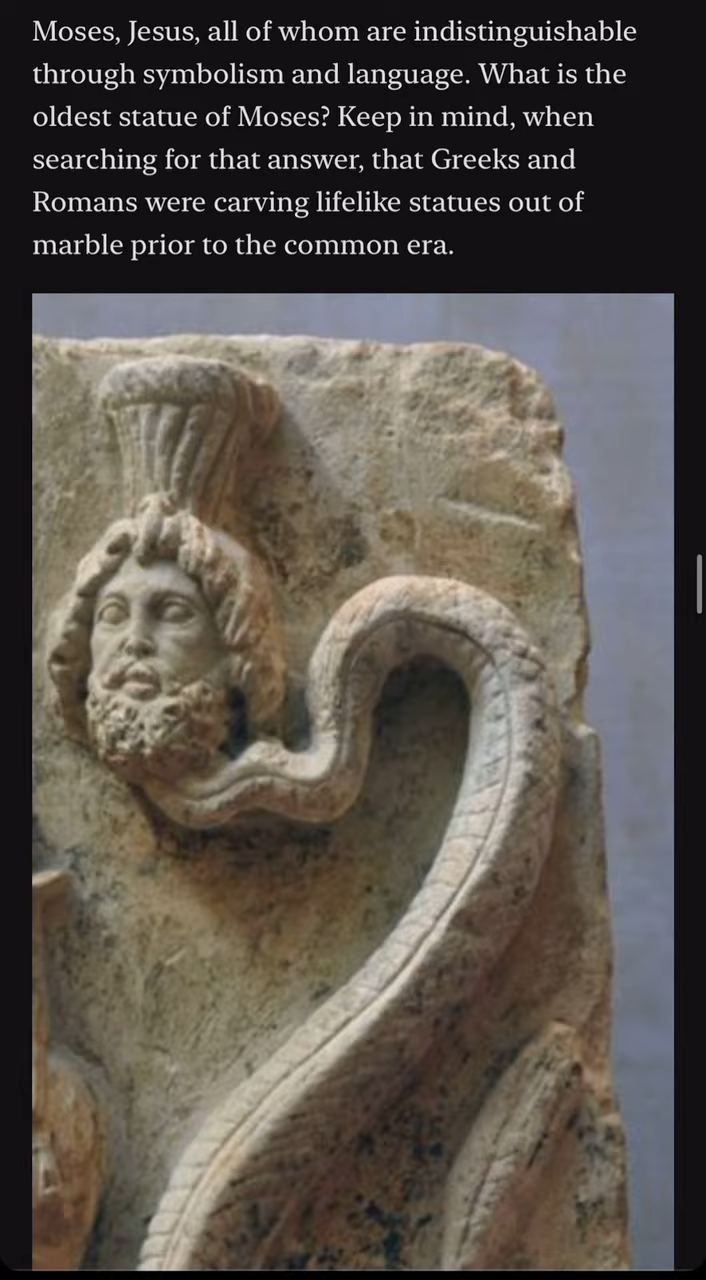 Moses, Jesus, all of whom are indistinguishable
through symbolism and language. What is the
oldest statue of Moses? Keep in mind, when
searching for that answer, that Greeks and
Romans were carving lifelike statues out of
marble prior to the common era.